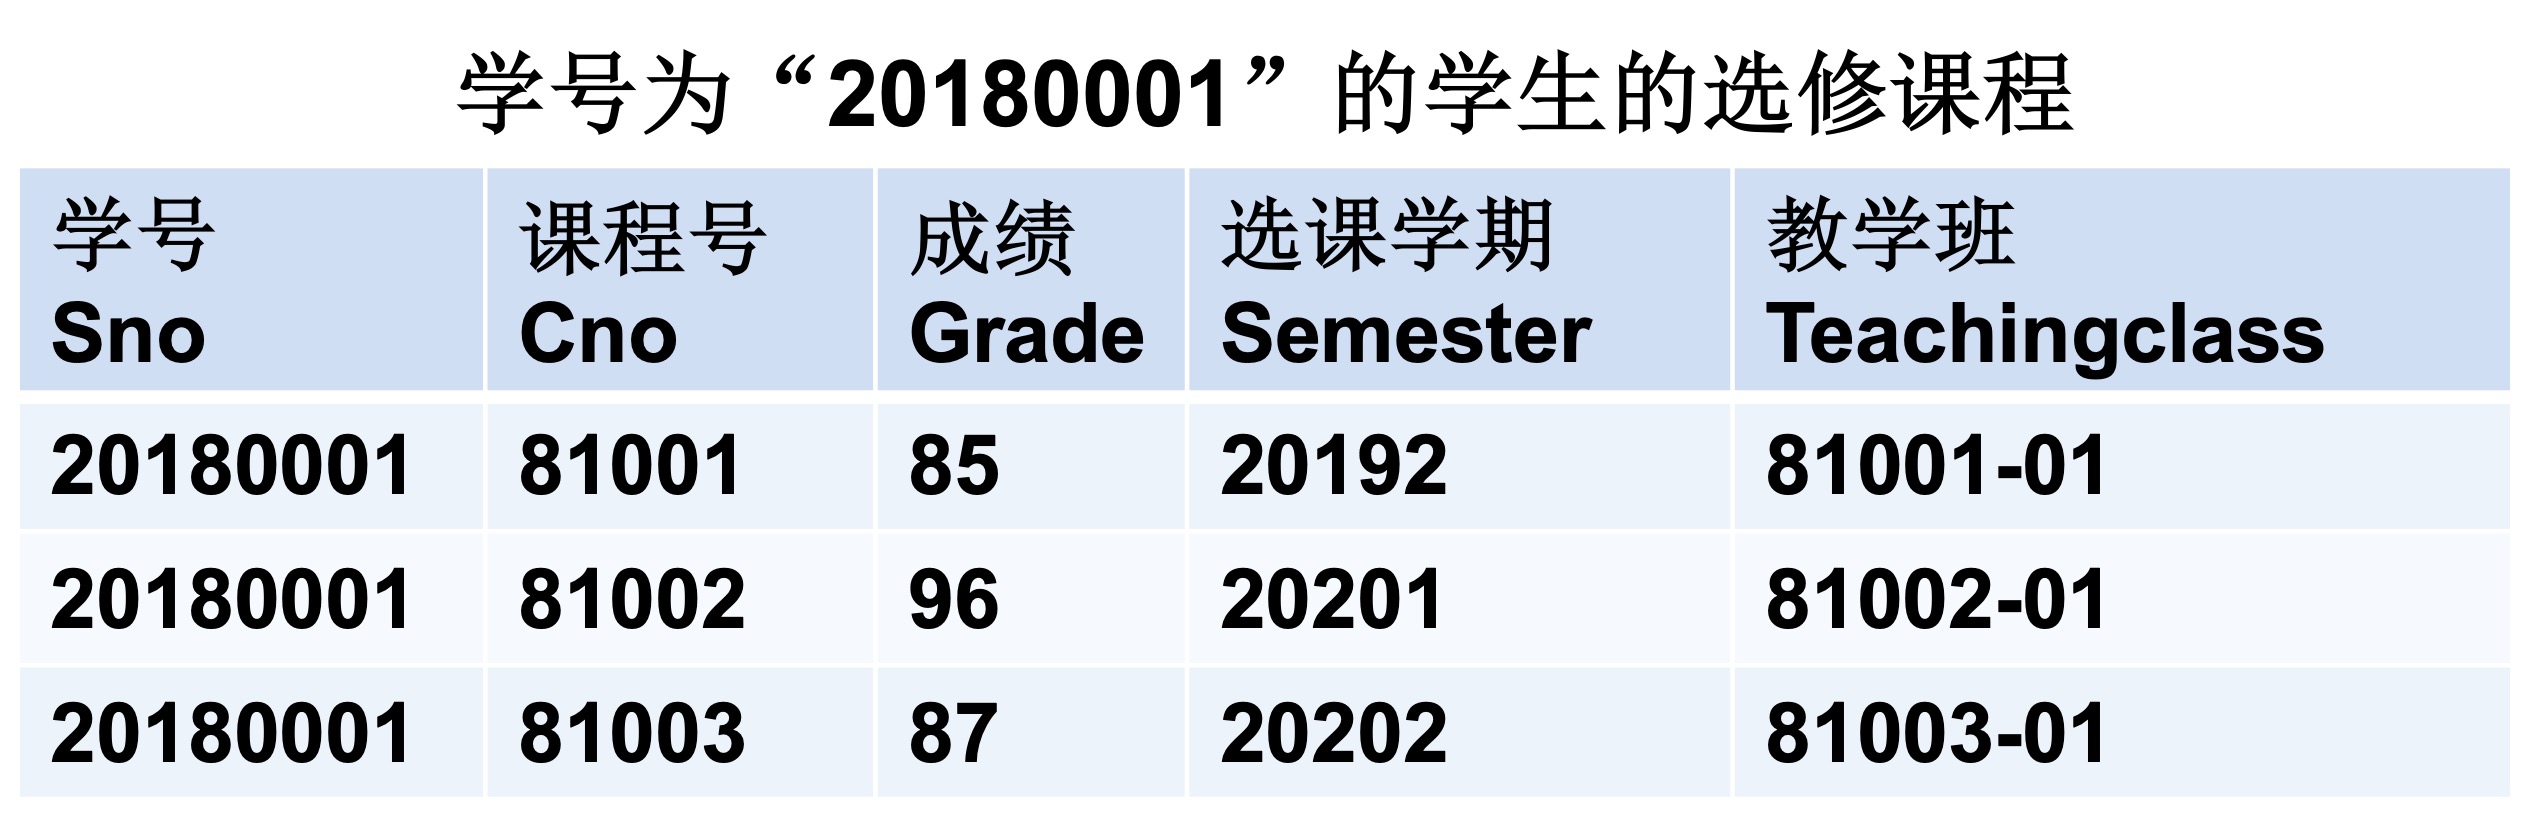 学号为“20180001”的学生的选修课程
学号 课程号 成绩 选课学期 教学班
Sno Cno Grade Semester Teachingclass
20180001 81001 85 20192 81001-01
20180001 81002 96 20201 81002-01
20180001 81003 87 20202 81003-01